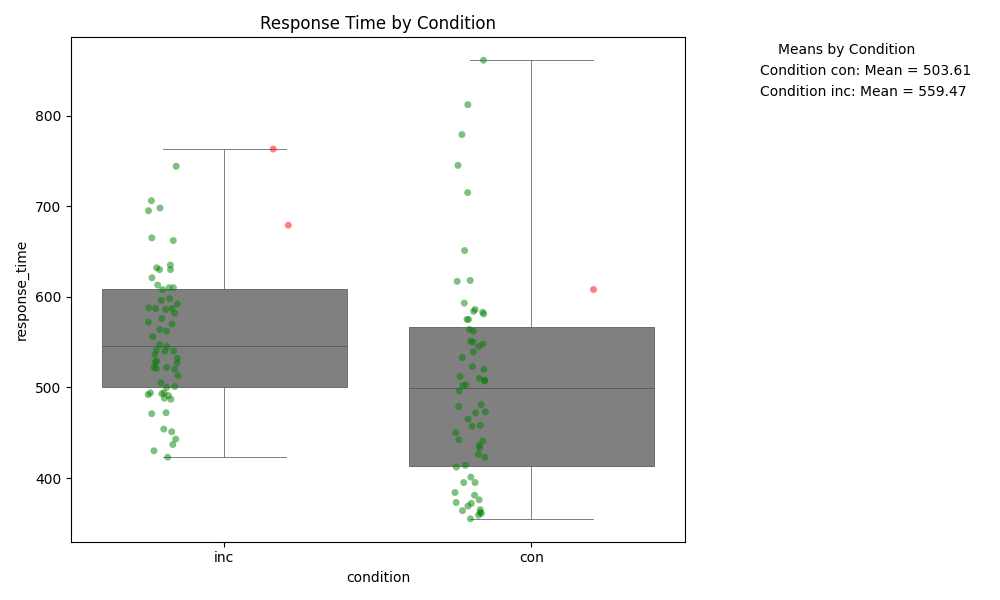 Response Time by Condition
Means by Condition
Condition con: Mean = 503.61
Condition inc: Mean = 559.47
response_time
800
700
600
500
400
inc
con
condition